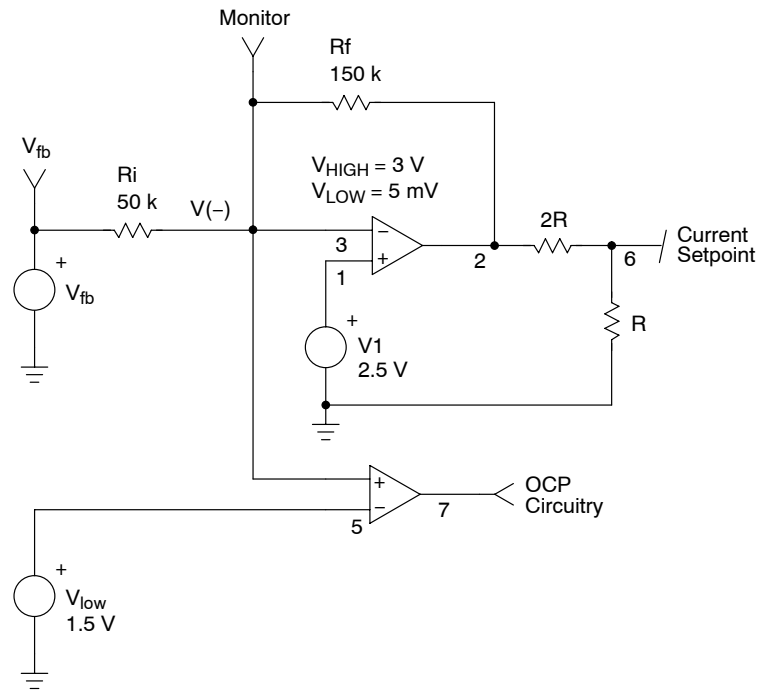 Monitor
Rf
150 k
Vfb
Ri
50 k
VHIGH = 3 V
VLOW = 5 mV
V(−)
−
3
+
1
2
2R
6
Current
Setpoint
+
Vfb
+
V1
2.5 V
R
+
−
5
7
OCP
Circuitry
+
Vlow
1.5 V